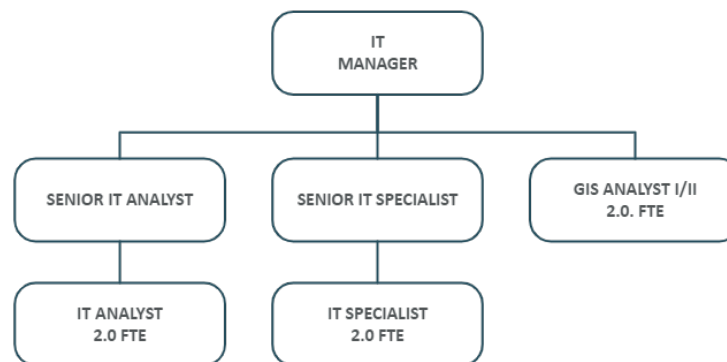 IT
MANAGER
SENIOR IT ANALYST
SENIOR IT SPECIALIST
GIS ANALYST I/II
2.0. FTE
IT ANALYST
2.0 FTE
IT SPECIALIST
2.0 FTE